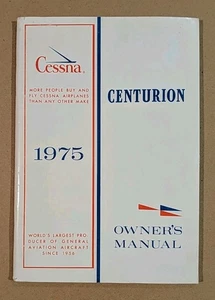 Cessna.
MORE PEOPLE BUY AND
FLY CESSNA AIRPLANES
THAN ANY OTHER MAKE
CENTURION
1975
WORLD'S LARGEST PRO-
DUCER OF GENERAL
AVIATION AIRCRAFT
SINCE 1956
OWNER'S
MANUAL